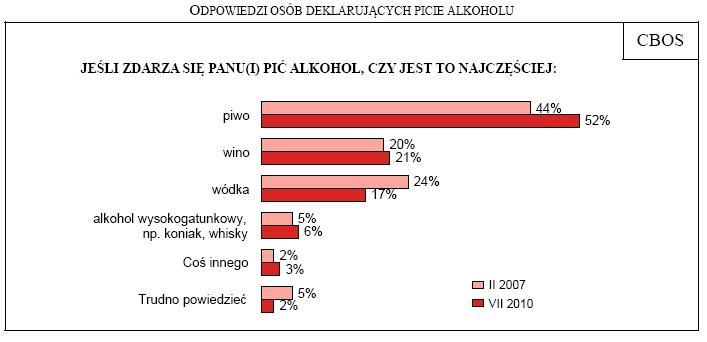 ODPOWIEDZI OSÓB DEKLARUJĄCYCH PICIE ALKOHOLU
CBOS
JEŚLI ZDARZA SIĘ PANU(I) PIĆ ALKOHOL, CZY JEST TO NAJCZĘŚCIEJ:
piwo
44%
52%
wino
20%
21%
wódka
24%
17%
alkohol wysokogatunkowy,
np. koniak, whisky
5%
6%
Coś innego
2%
3%
Trudno powiedzieć
5%
2%
II 2007
VII 2010